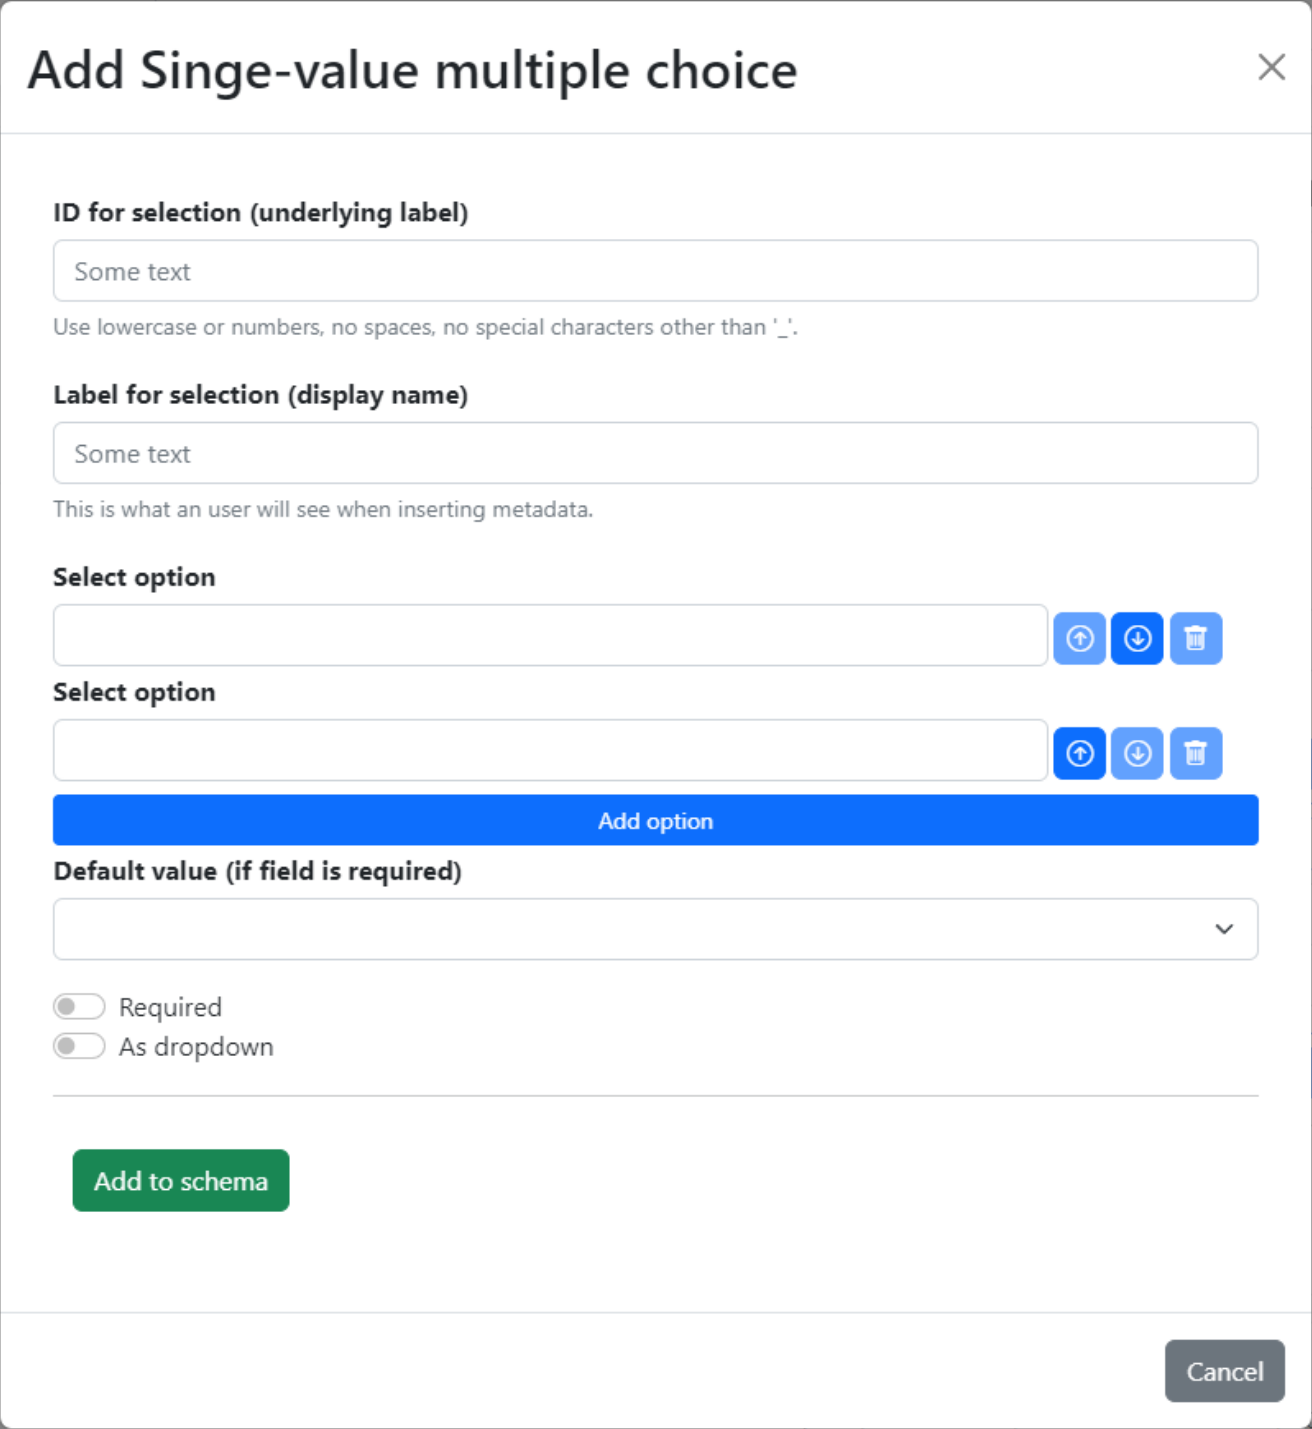 Add Singe-value multiple choice
ID for selection (underlying label)
Some text
Use lowercase or numbers, no spaces, no special characters other than '_'.
Label for selection (display name)
Some text
This is what an user will see when inserting metadata.
Select option
Select option
Add option
Default value (if field is required)
Required
As dropdown
Add to schema
Cancel